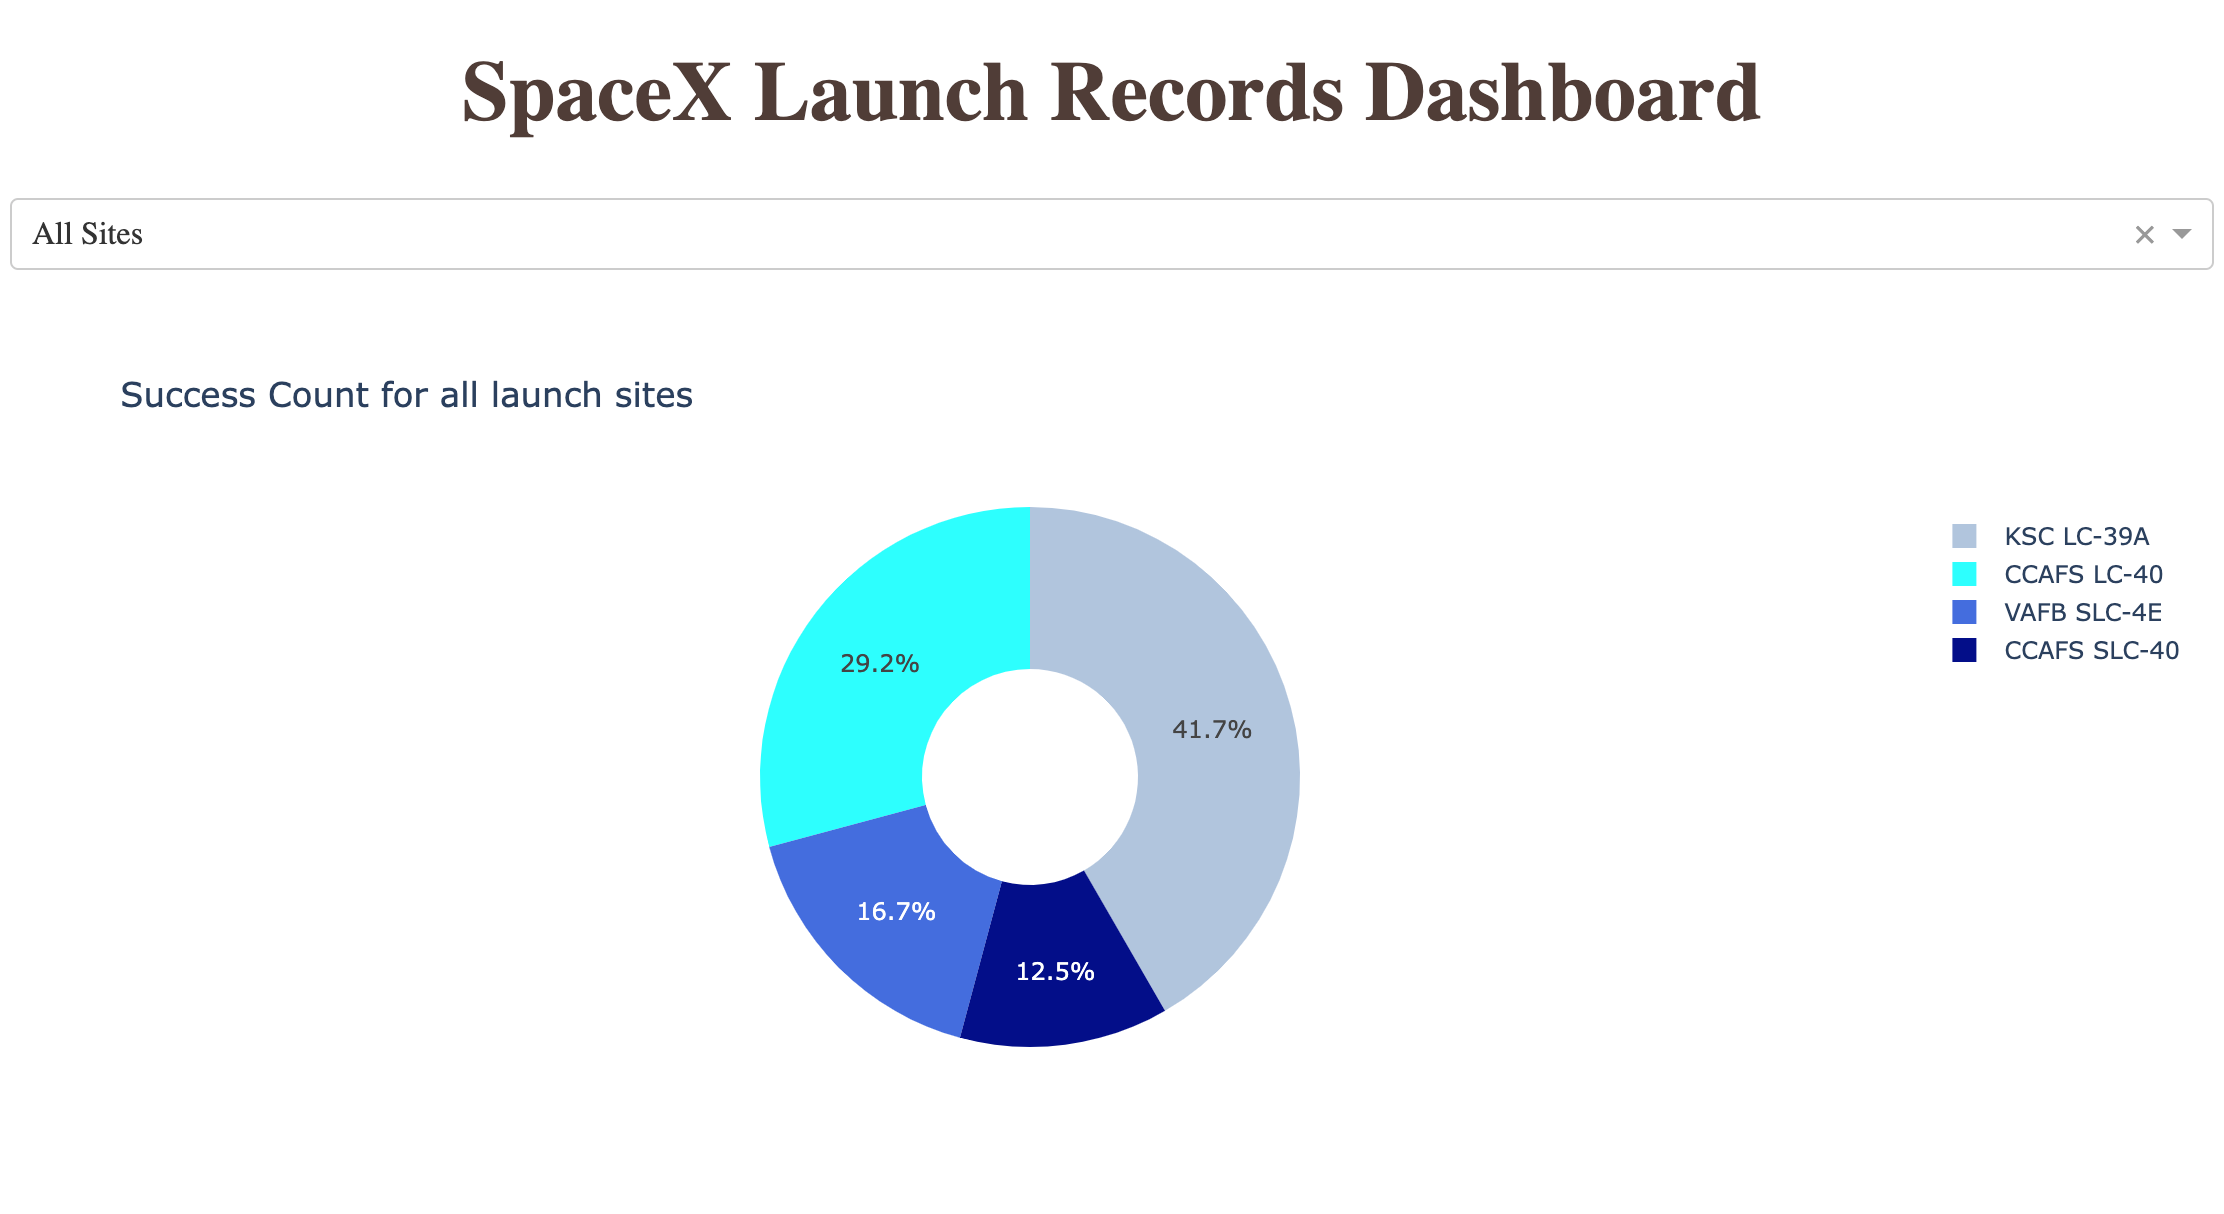 SpaceX Launch Records Dashboard
All Sites
Success Count for all launch sites
KSC LC-39A
CCAFS LC-40
VAFB SLC-4E
CCAFS SLC-40
29.2%
41.7%
16.7%
12.5%